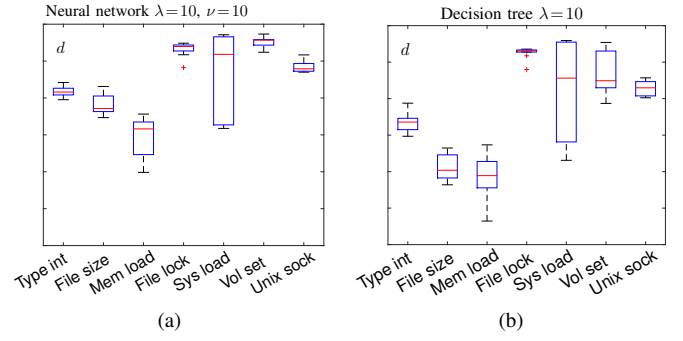 Neural network λ=10, ν=10
Decision tree λ=10
d
d
Type int
File size
Mem load
File lock
Sys load
Vol set
Unix sock
Type int
File size
Mem load
File lock
Sys load
Vol set
Unix sock
(a)
(b)